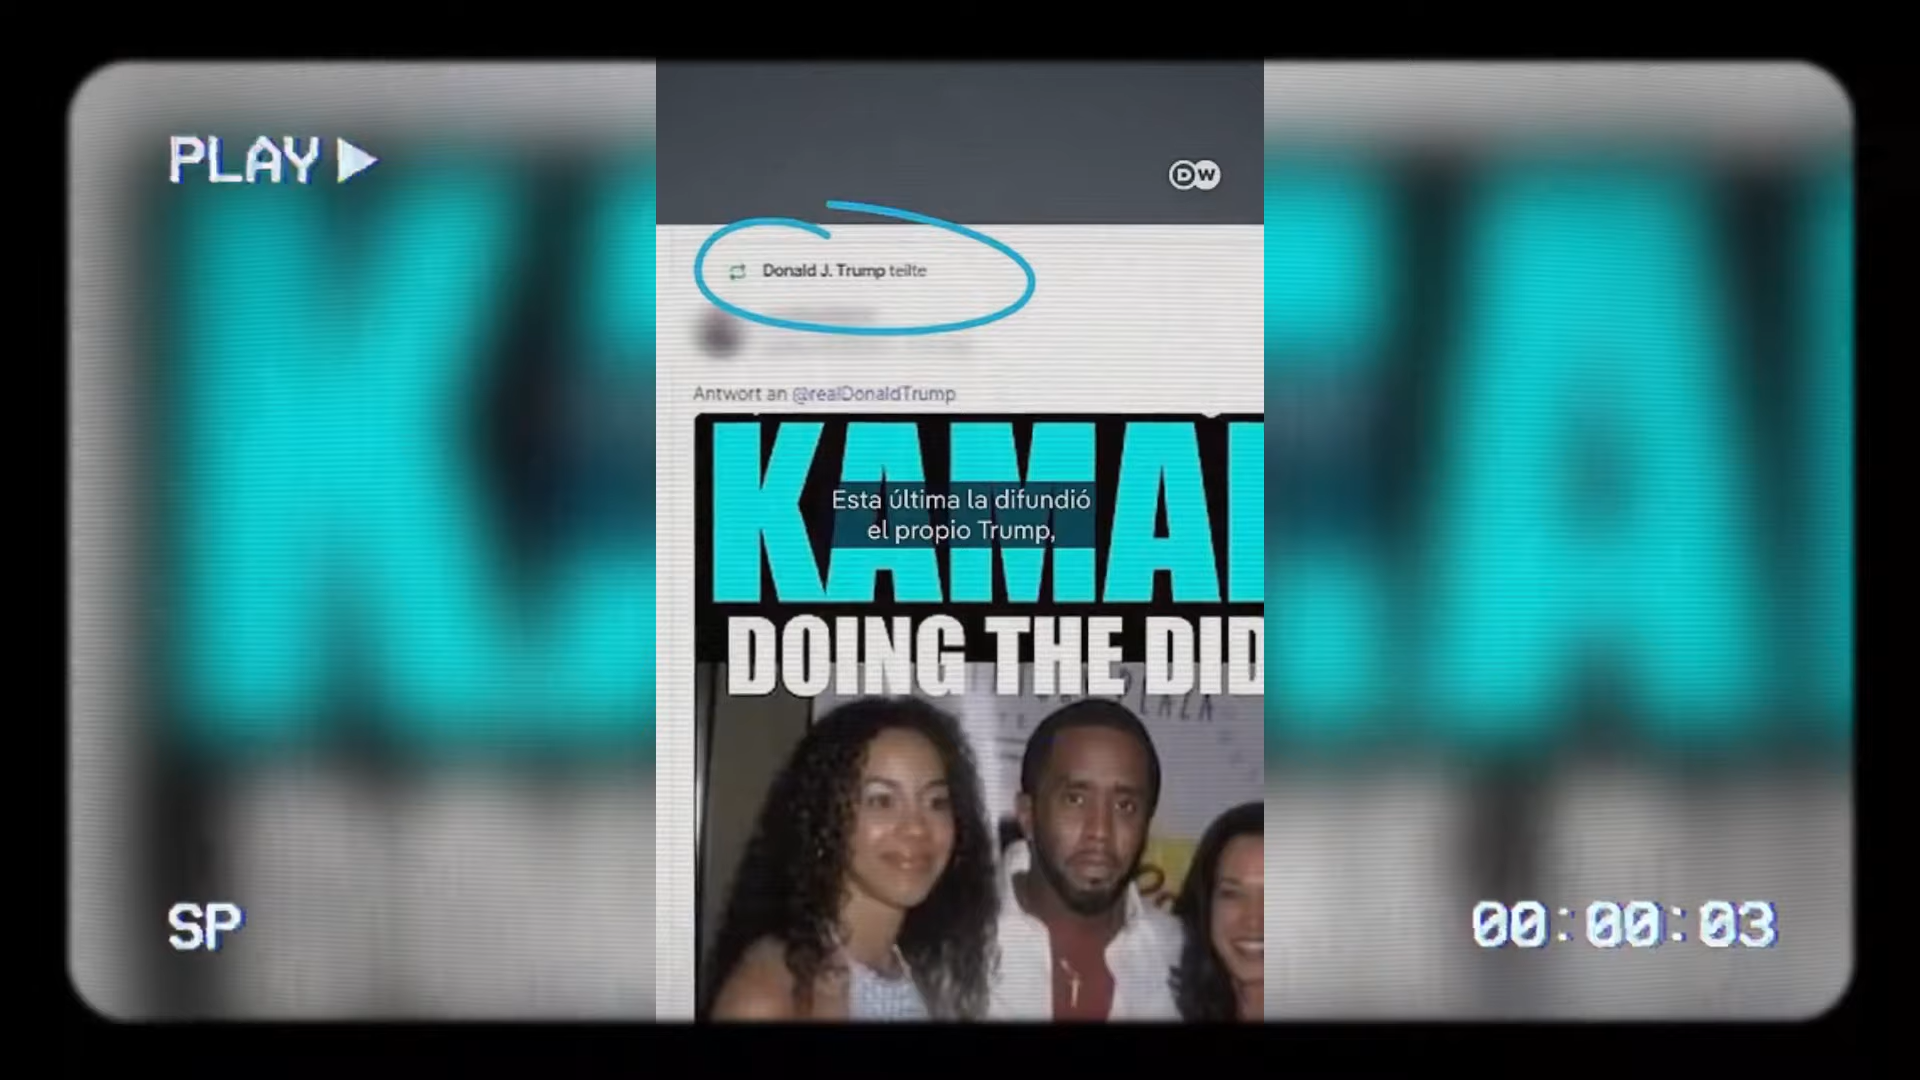 PLAY
DW
Donald J. Trump teilte
Antwort an @realDonaldTrump
KAMAL
Esta última la difundió
el propio Trump,
DOING THE DID
SP
00:00:03